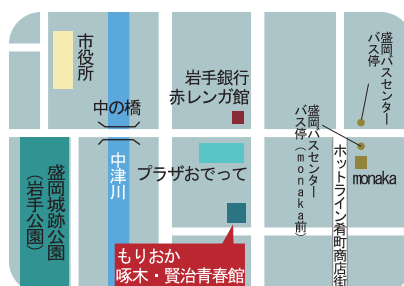 市役所
中の橋
岩手銀行
赤レンガ館
盛岡バスセンター
バス停
盛岡バスセンター
バス停(monaka前)
盛岡城跡公園
(岩手公園)
中津川
プラザおでって
ホットライン肴町商店街
monaka
もりおか
啄木・賢治青春館